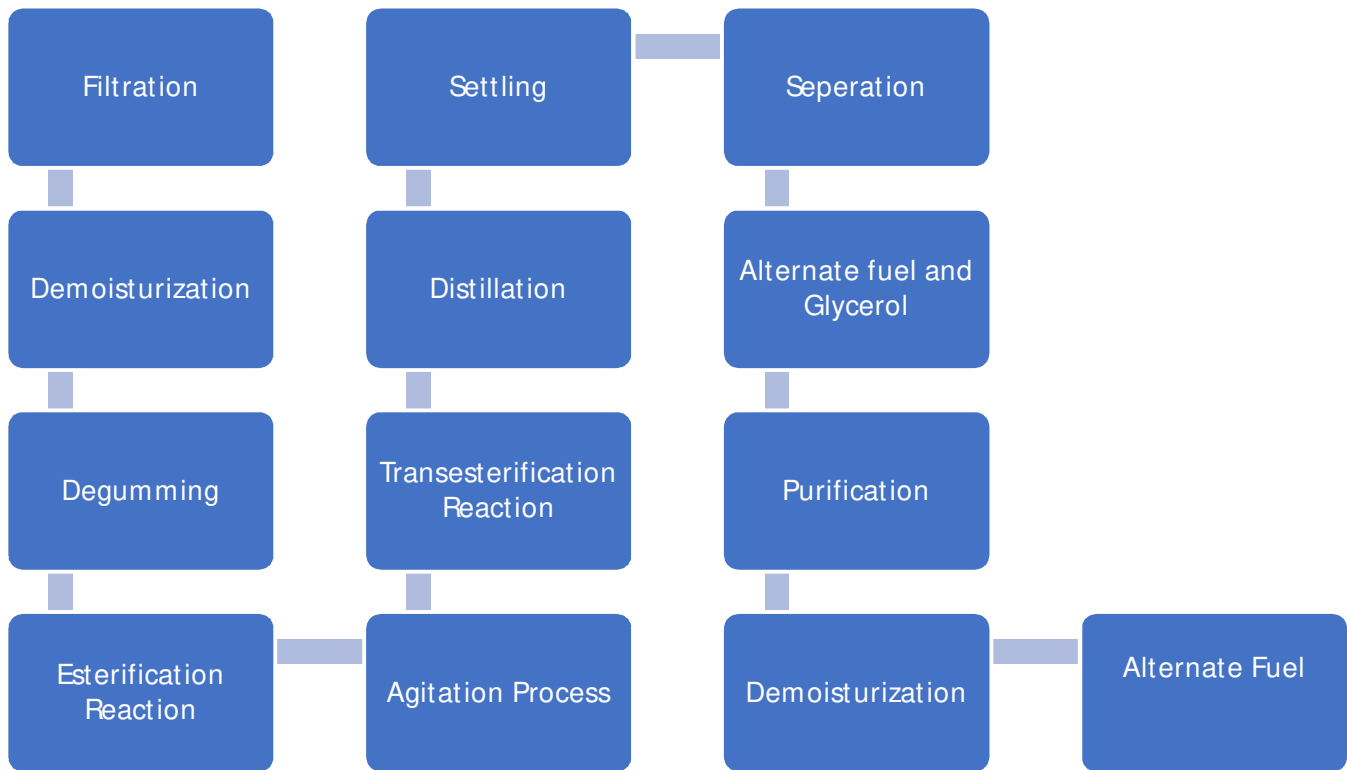 Filtration
Demoisturization
Degumming
Esterification
Reaction
Agitation Process
Transesterification
Reaction
Distillation
Settling
Seperation
Alternate fuel and
Glycerol
Purification
Demoisturization
Alternate Fuel